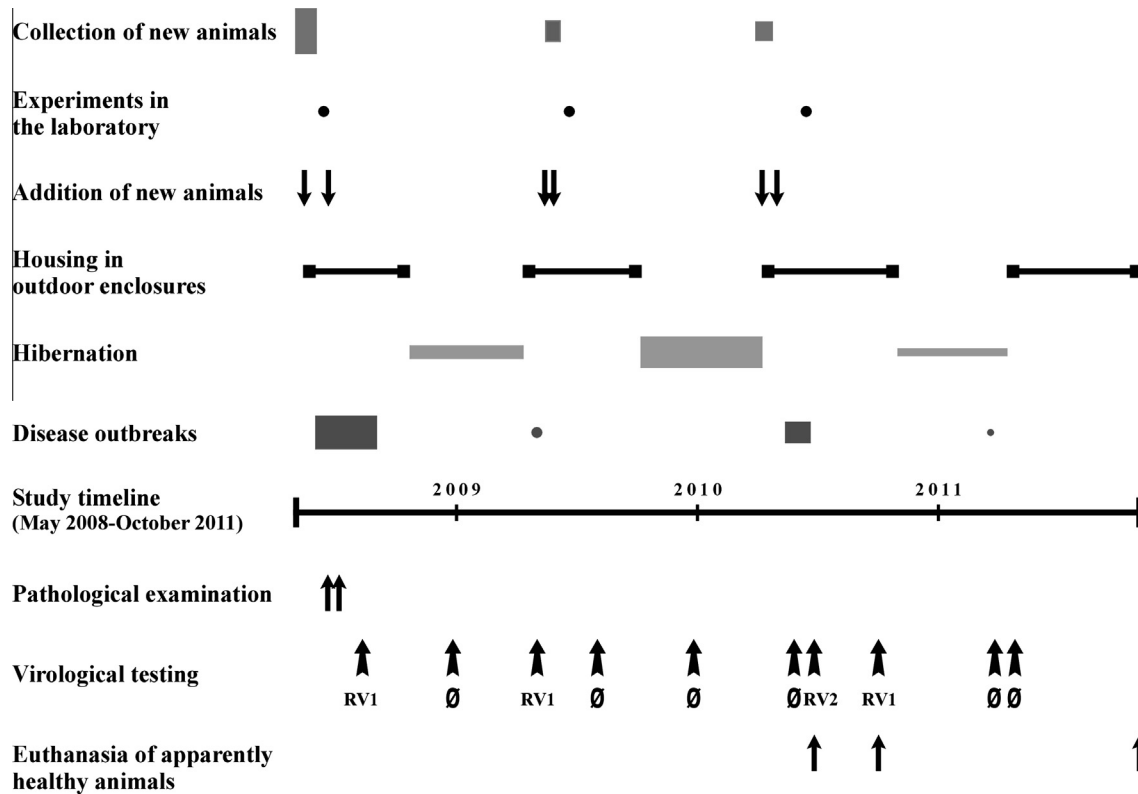 Collection of new animals
Experiments in
the laboratory
Addition of new animals
Housing in
outdoor enclosures
Hibernation
Disease outbreaks
2009 2010 2011
Study timeline
(May 2008-October 2011)
Pathological examination
Virological testing
RV1 Ø RV1 Ø Ø Ø RV2 RV1 Ø Ø
Euthanasia of apparently
healthy animals